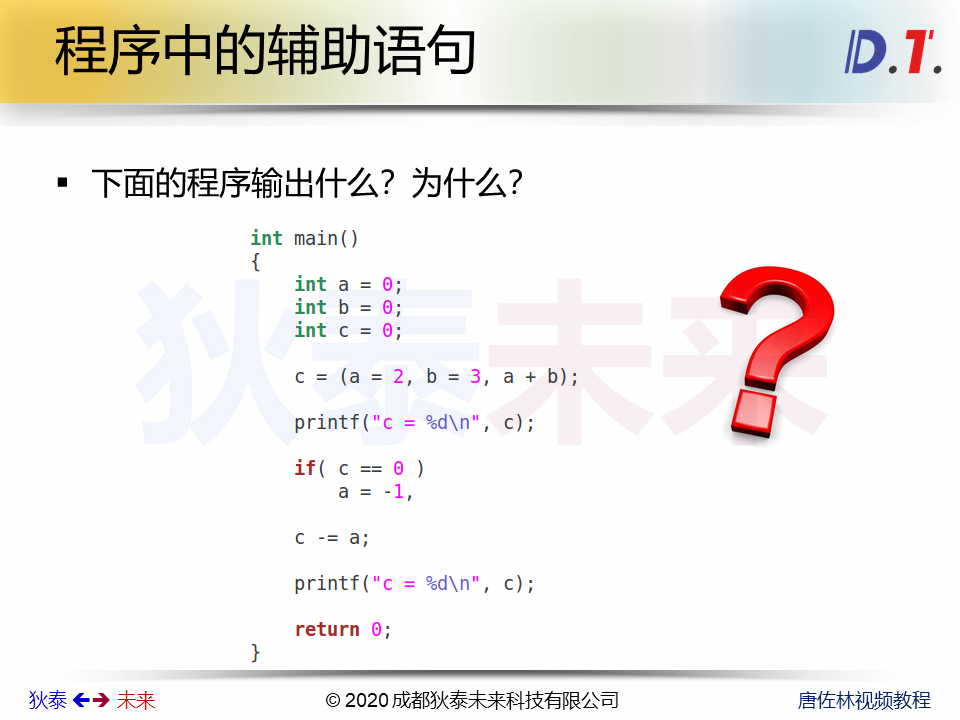 程序中的辅助语句
D.T.
▪ 下面的程序输出什么？为什么？
int main()
{
    int a = 0;
    int b = 0;
    int c = 0;
    c = (a = 2, b = 3, a + b);
    printf("c = %d\n", c);
    if( c == 0 )
        a = -1,
    c -= a;
    printf("c = %d\n", c);
    return 0;
}
狄泰未来
狄泰 未来
© 2020 成都狄泰未来科技有限公司
唐佐林视频教程